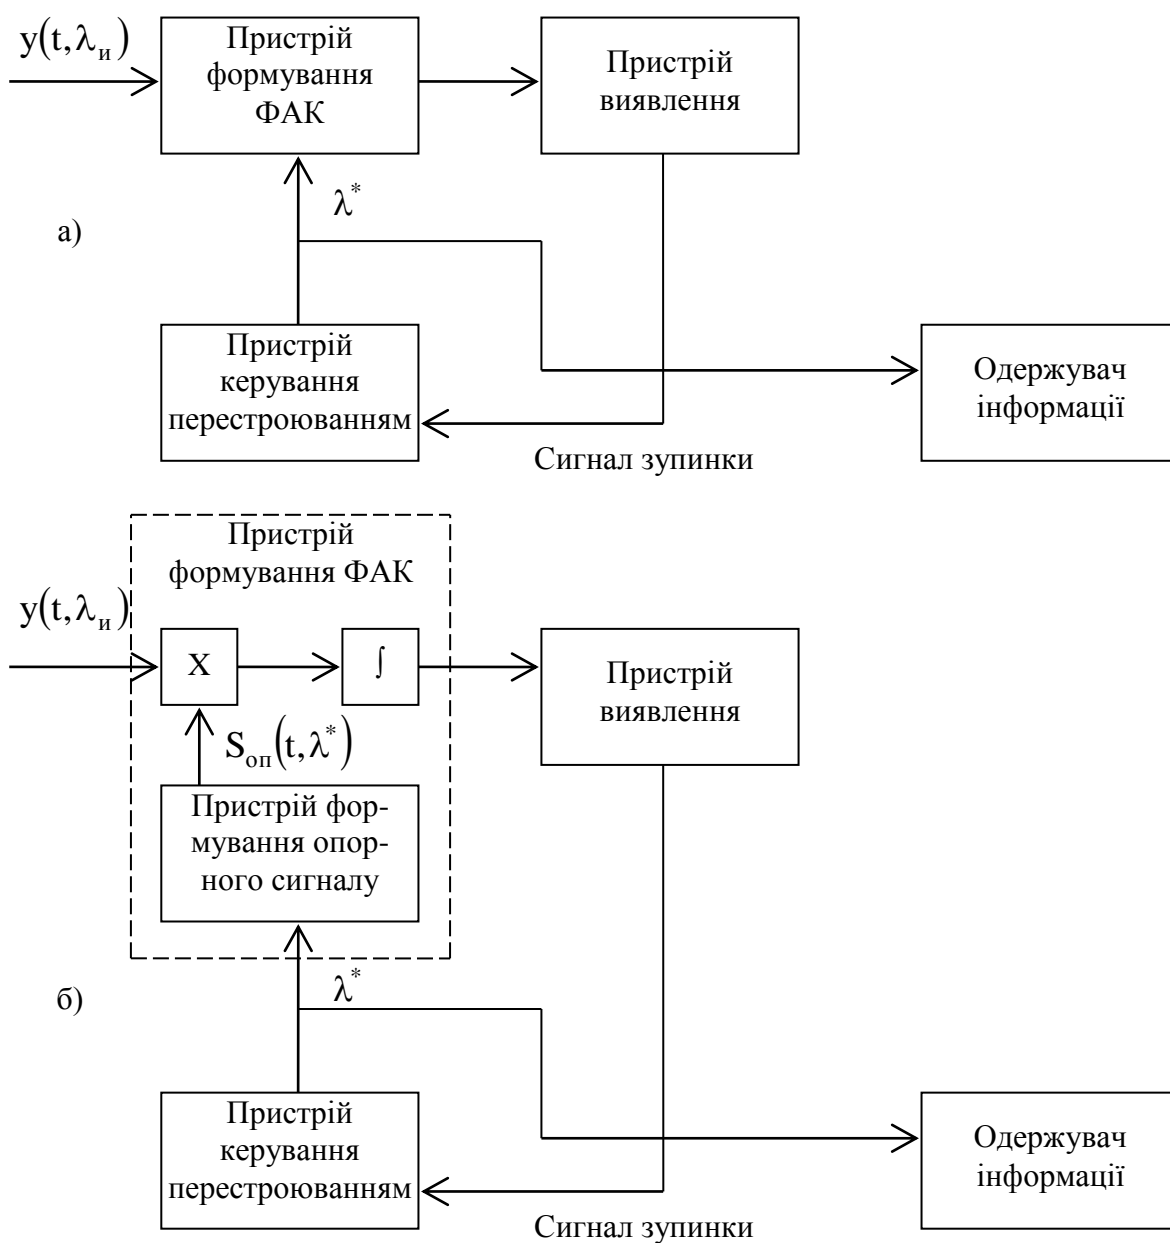 y(t,λи)
Пристрій
формування
ФАК
Пристрій
виявлення
λ*
а)
Пристрій
керування
перестроюванням
Одержувач
інформації
Сигнал зупинки
Пристрій
формування ФАК
y(t,λи)
X
∫
Пристрій
виявлення
Sоп(t,λ*)
Пристрій фор-
мування опор-
ного сигналу
λ*
б)
Пристрій
керування
перестроюванням
Одержувач
інформації
Сигнал зупинки